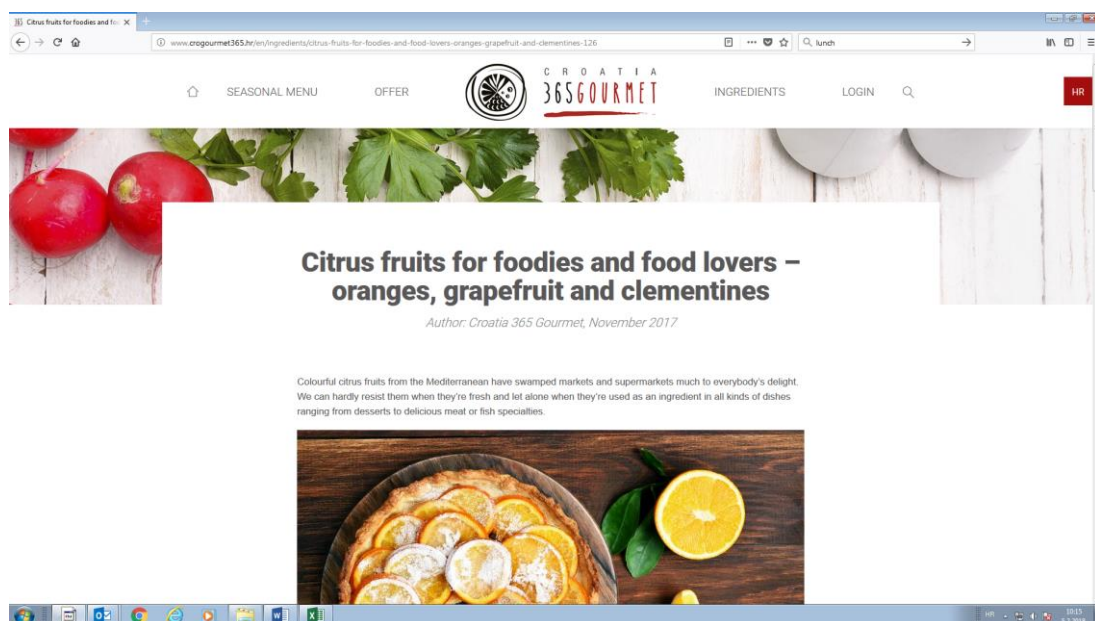 Citrus fruits for foodies and foo
www.crogourmet365.hr/en/ingredients/citrus-fruits-for-foodies-and-food-lovers-oranges-grapefruit-and-clementines-126
lunch
SEASONAL MENU
OFFER
CROATIA
365GOURMET
INGREDIENTS
LOGIN
HR
Citrus fruits for foodies and food lovers –
oranges, grapefruit and clementines
Author: Croatia 365 Gourmet, November 2017
Colourful citrus fruits from the Mediterranean have swamped markets and supermarkets much to everybody's delight.
We can hardly resist them when they're fresh and let alone when they're used as an ingredient in all kinds of dishes
ranging from desserts to delicious meat or fish specialties.
HR
10:15